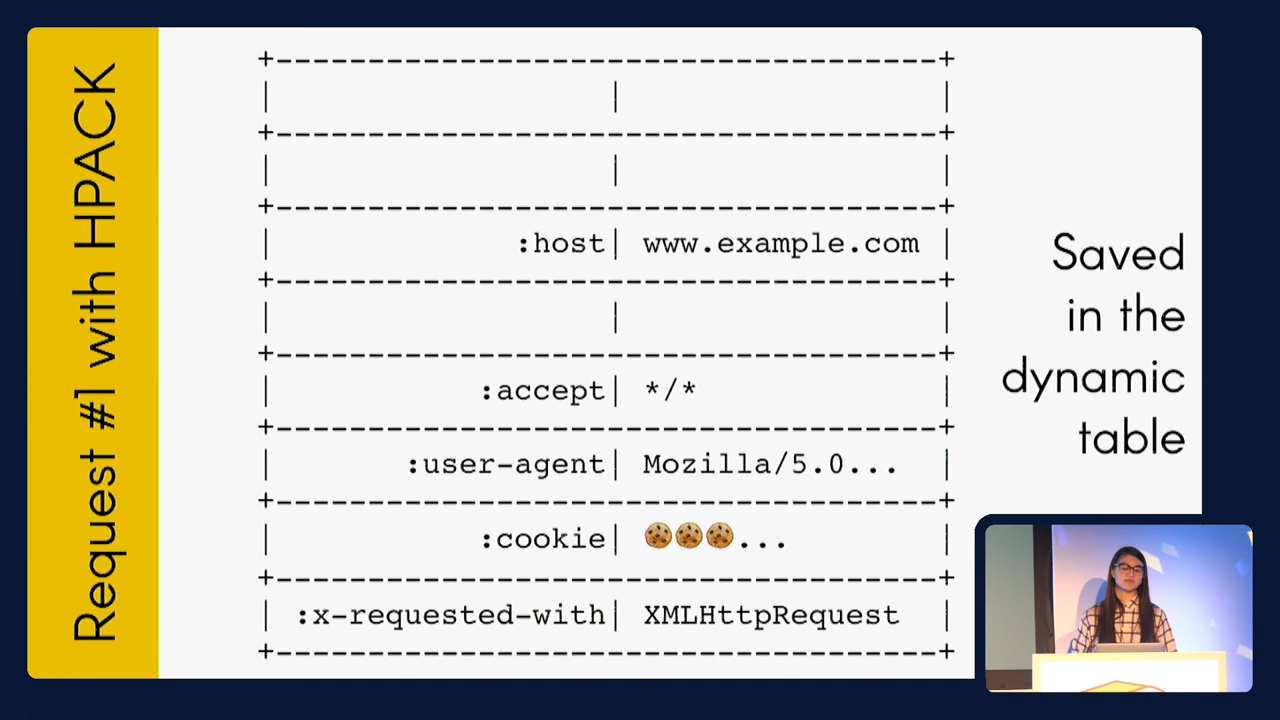 Request #1 with HPACK
+------------------------------------+
| | |
+------------------------------------+
| | |
+------------------------------------+
| :host| www.example.com |
+------------------------------------+
| | |
+------------------------------------+
| :accept| */* |
+------------------------------------+
| :user-agent| Mozilla/5.0... |
+------------------------------------+
| :cookie| 🍪🍪🍪... |
+------------------------------------+
| :x-requested-with| XMLHttpRequest |
+------------------------------------+
Saved
in the
dynamic
table